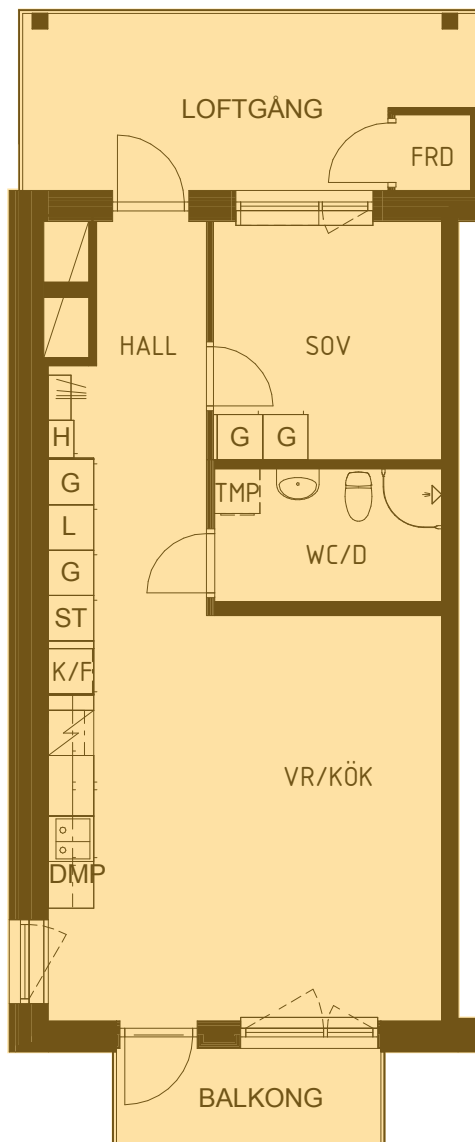 LOFTGÅNG
FRD
HALL
SOV
H
G G
G
TMP
L
WC/D
G
ST
K/F
VR/KÖK
DMP
BALKONG